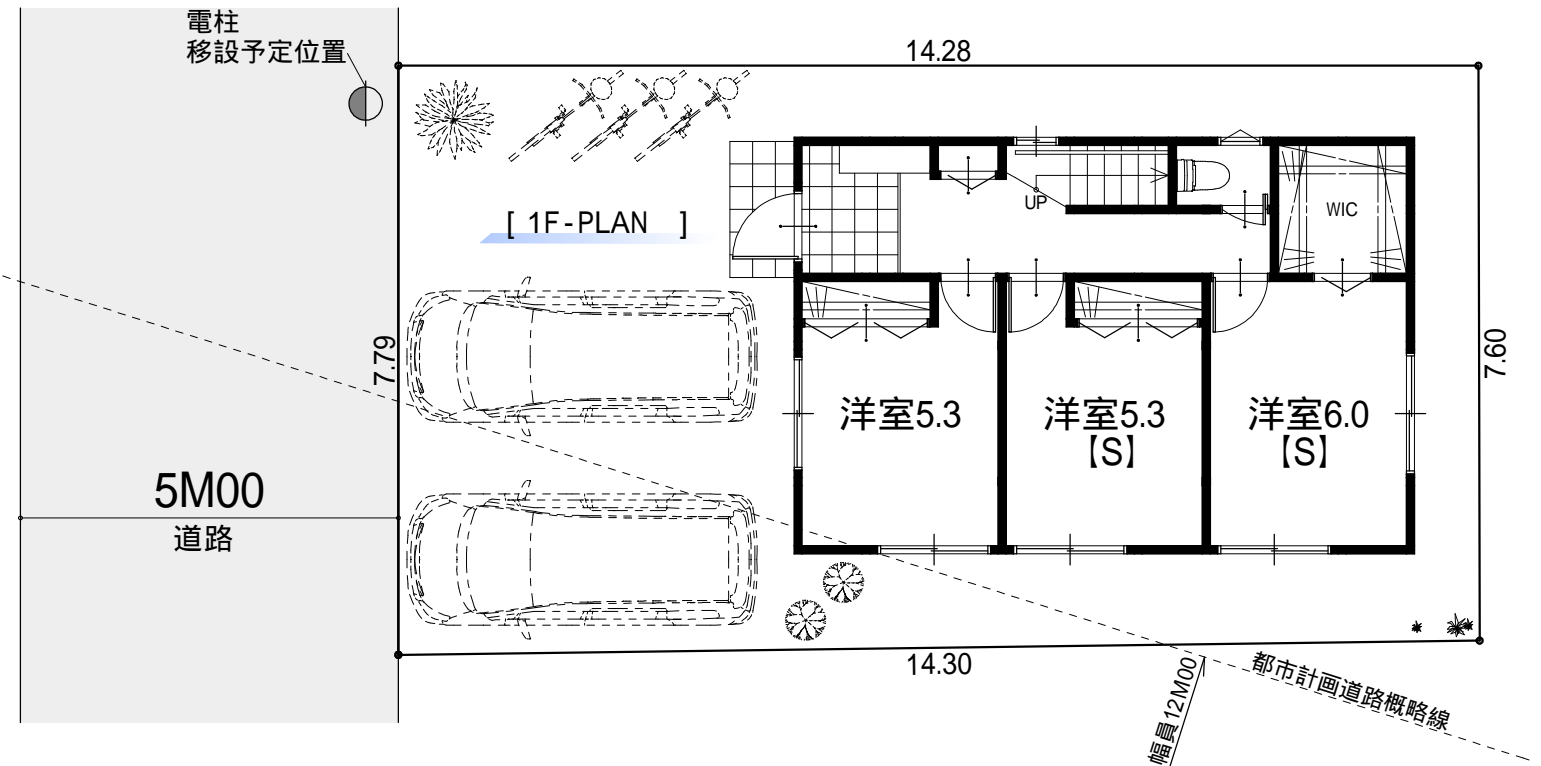 電柱
移設予定位置
14.28
[ 1F-PLAN ]
UP
WIC
7.79
7.60
洋室5.3
洋室5.3
【S】
洋室6.0
【S】
5M00
道路
14.30
幅員12M00
都市計画道路概略線